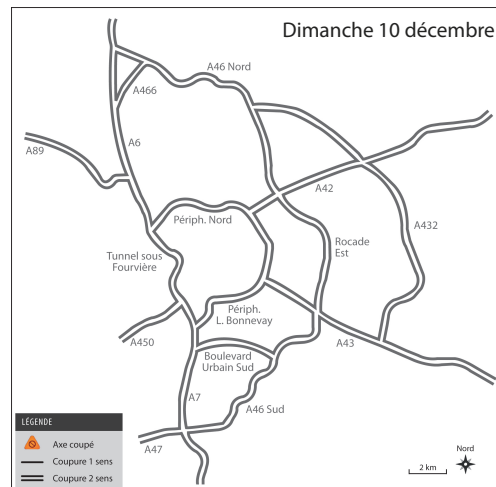 Dimanche 10 décembre
A46 Nord
A466
A6
A89
A42
Périph. Nord
A432
Rocade
Est
Tunnel sous
Fourvière
Périph.
L. Bonnevay
A450
A43
Boulevard
Urbain Sud
A7
A46 Sud
A47
LÉGENDE
Axe coupé
Coupure 1 sens
Coupure 2 sens
2 km
Nord